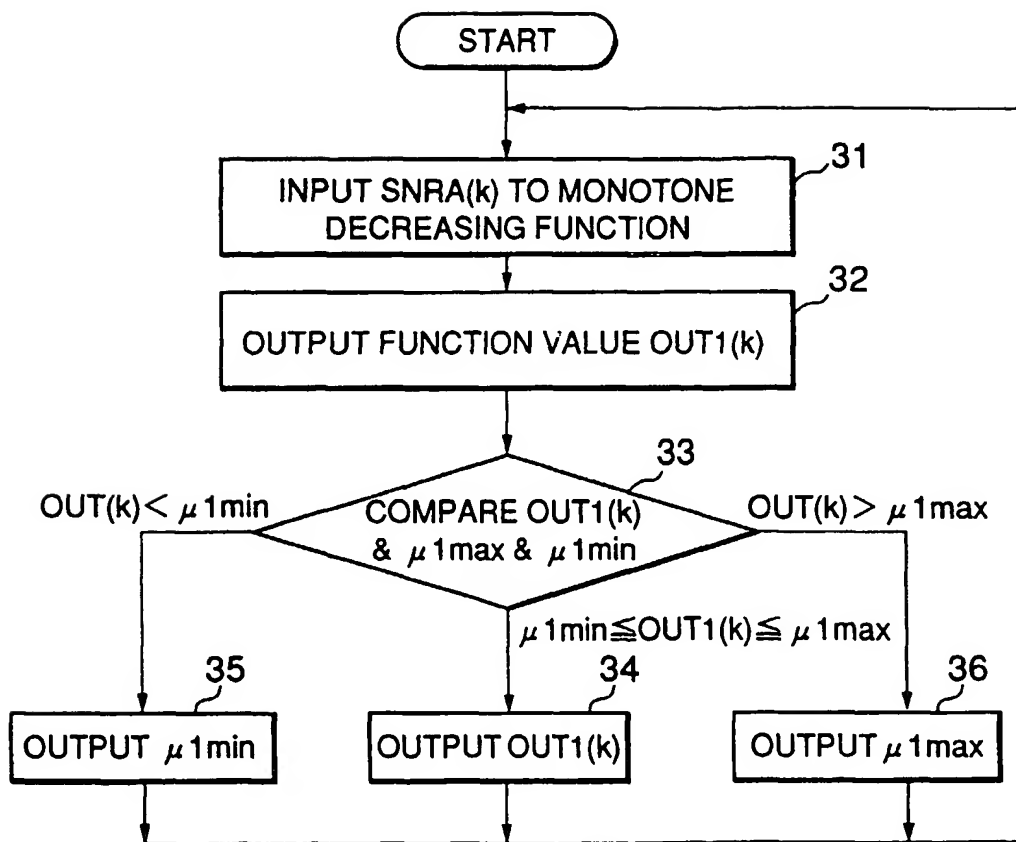 START
31
INPUT SNRA(k) TO MONOTONE
DECREASING FUNCTION
32
OUTPUT FUNCTION VALUE OUT1(k)
33
OUT(k) < μ1min
COMPARE OUT1(k)
& μ1max & μ1min
OUT(k) > μ1max
μ1min≦OUT1(k)≦ μ1max
35
34
36
OUTPUT μ1min
OUTPUT OUT1(k)
OUTPUT μ1max